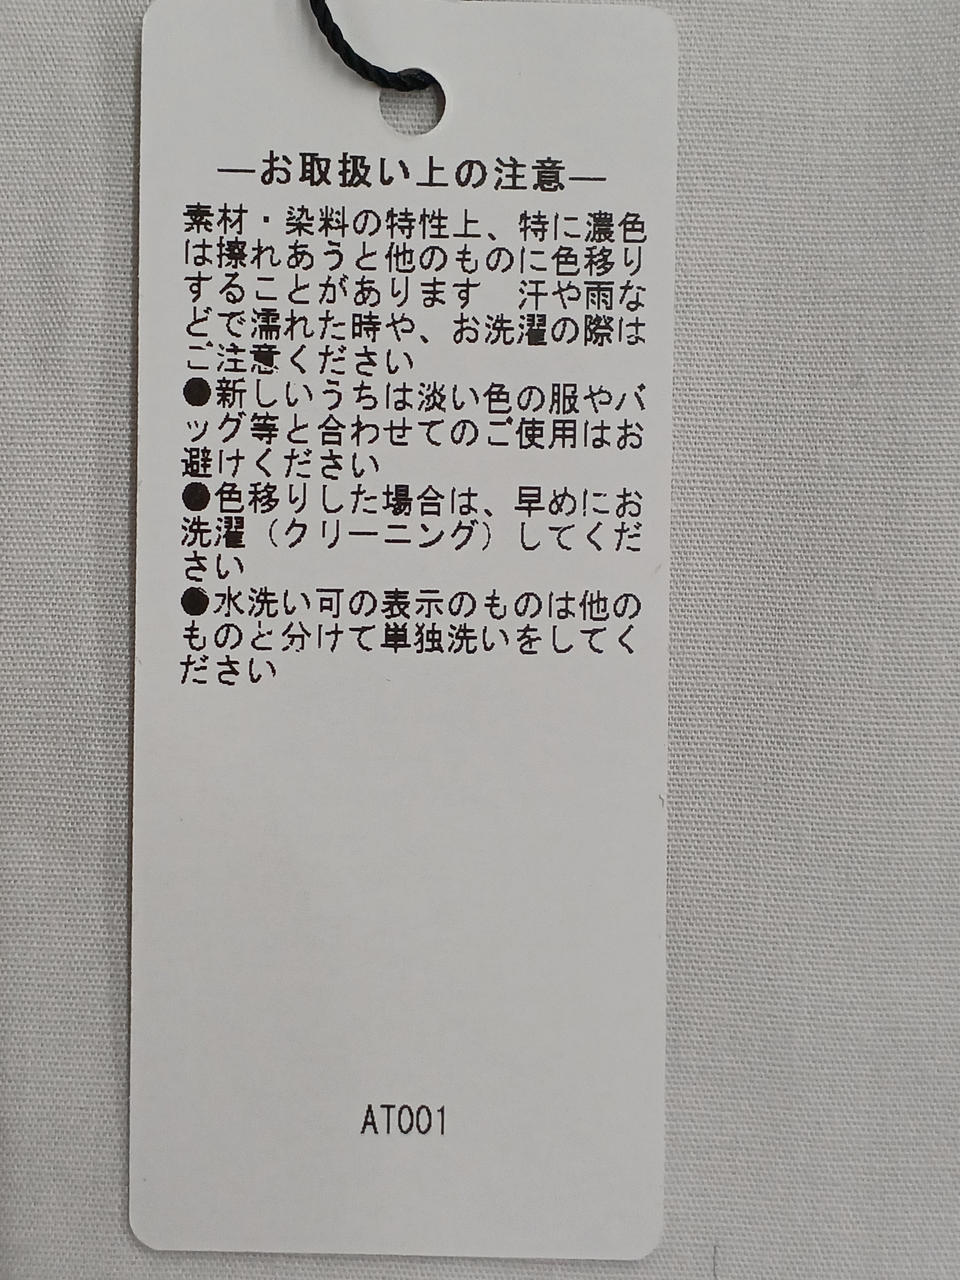 ―お取扱い上の注意―
素材・染料の特性上、特に濃色
は擦れあうと他のものに色移り
することがあります　汗や雨な
どで濡れた時や、お洗濯の際は
ご注意ください
●新しいうちは淡い色の服やバ
ッグ等と合わせてのご使用はお
避けください
●色移りした場合は、早めにお
洗濯（クリーニング）してくだ
さい
●水洗い可の表示のものは他の
ものと分けて単独洗いをしてく
ださい
AT001